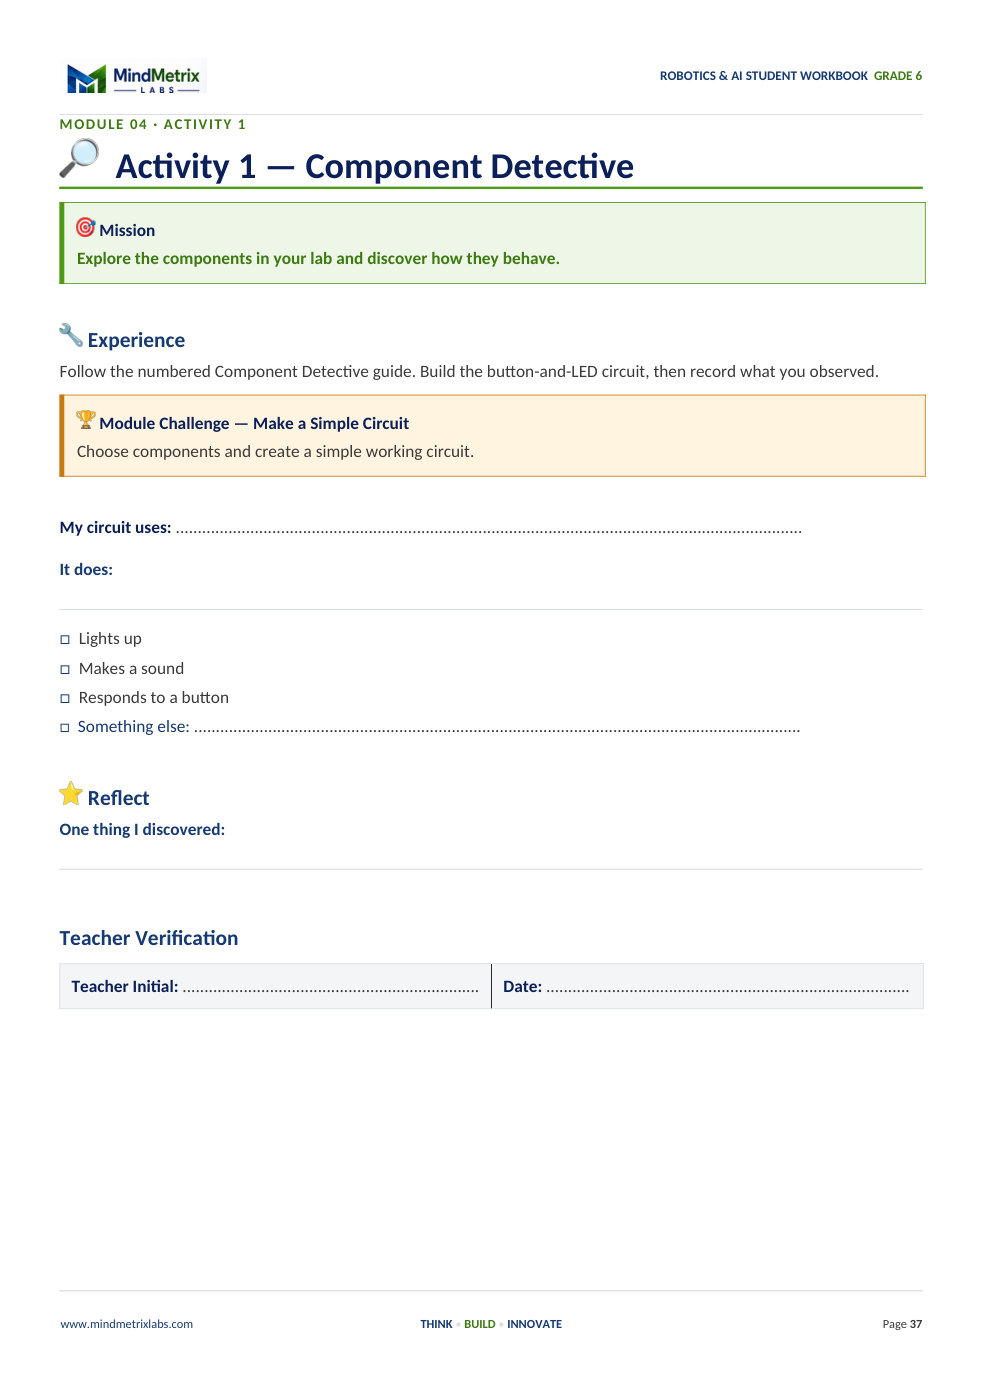 MindMetrix
LABS
ROBOTICS & AI STUDENT WORKBOOK GRADE 6
MODULE 04 · ACTIVITY 1
Activity 1 — Component Detective
Mission
Explore the components in your lab and discover how they behave.
Experience
Follow the numbered Component Detective guide. Build the button-and-LED circuit, then record what you observed.
Module Challenge — Make a Simple Circuit
Choose components and create a simple working circuit.
My circuit uses: ................................................................................................................................................
It does:
☐ Lights up
☐ Makes a sound
☐ Responds to a button
☐ Something else: ...........................................................................................................................................
Reflect
One thing I discovered:
Teacher Verification
Teacher Initial: ....................................................................
Date: ...................................................................................
www.mindmetrixlabs.com
THINK • BUILD • INNOVATE
Page 37